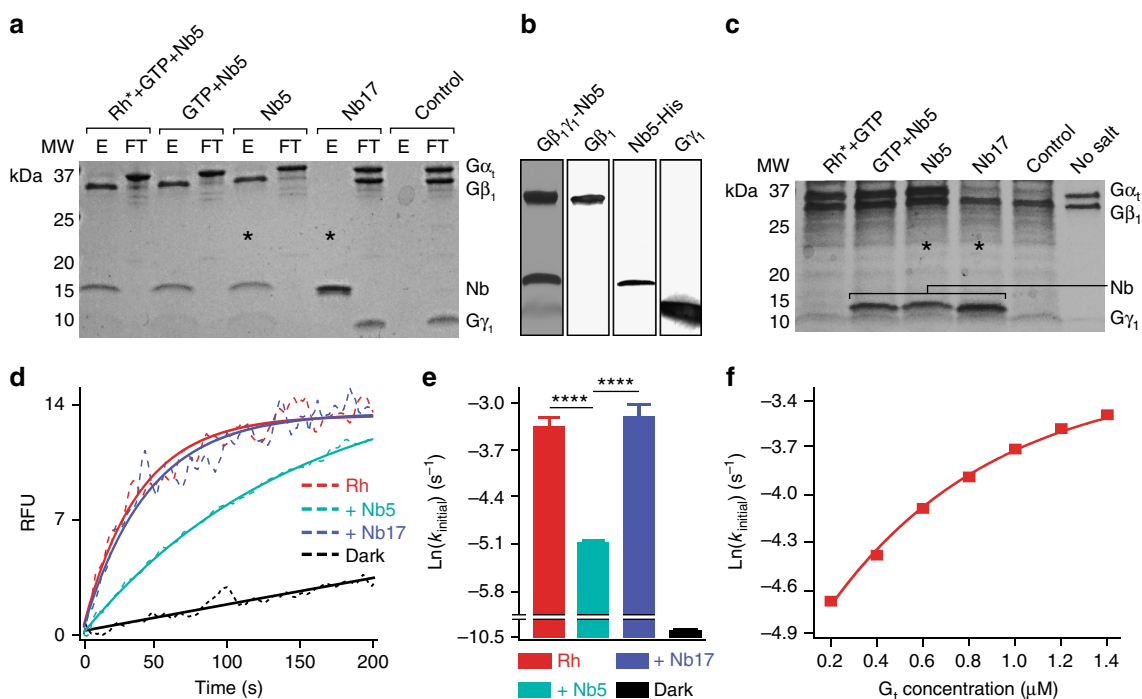 a
Rh*+GTP+Nb5
GTP+Nb5
Nb5
Nb17
Control
MW E FT E FT E FT E FT E FT
kDa
37
25
20
15
10
Gαt
Gβ1
Nb
Gγ1
* *
b
Gβ1γ1-Nb5
Gβ1
Nb5-His
Gγ1
c
Rh*+GTP
GTP+Nb5
Nb5
Nb17
Control
No salt
MW
kDa
37
25
20
15
10
Gαt
Gβ1
Nb
Gγ1
* *
d
RFU
14
7
0
Rh
+ Nb5
+ Nb17
Dark
0 50 100 150 200
Time (s)
e
Ln(kinitial) (s−1)
−3.0
−3.7
−4.4
−5.1
−5.8
−10.5
**** ****
Rh + Nb17
+ Nb5 Dark
f
Ln(kinitial) (s−1)
−3.4
−3.7
−4.0
−4.3
−4.6
−4.9
0.2 0.4 0.6 0.8 1.0 1.2 1.4
Gt concentration (μM)